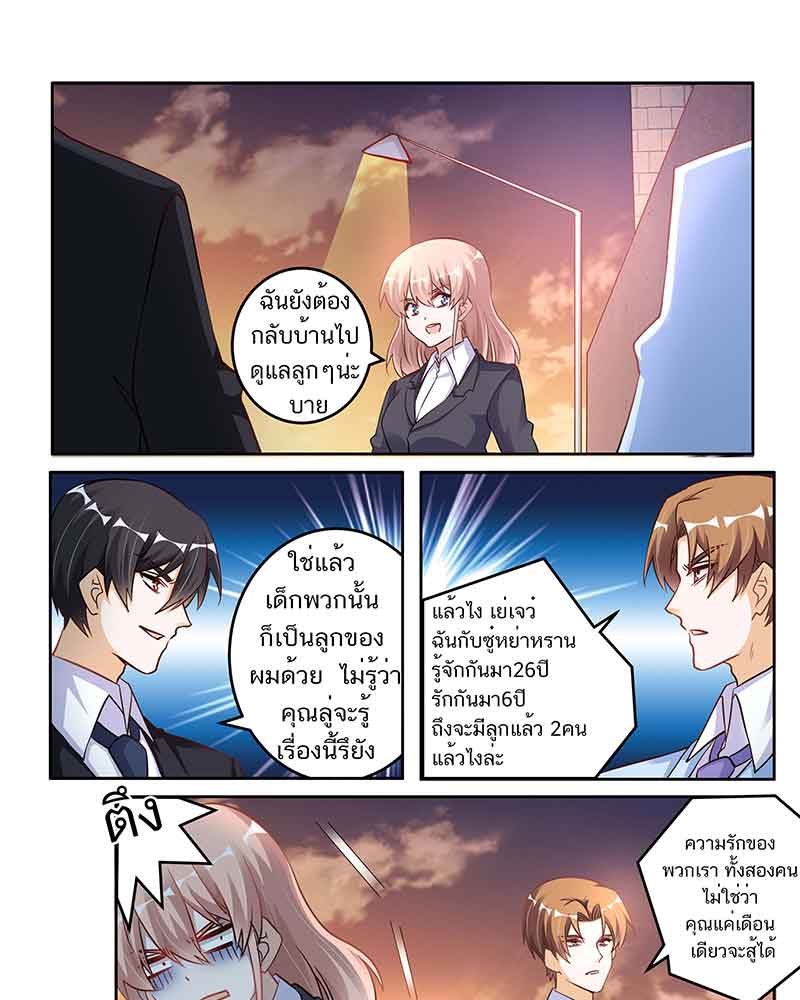 ฉันยังต้อง
กลับบ้านไป
ดูแลลูกๆน่ะ
บาย
ใช่แล้ว
เด็กพวกนั้น
ก็เป็นลูกของ
ผมด้วย ไม่รู้ว่า
คุณลู่จะรู้
เรื่องนี้รึยัง
แล้วไง เย่เจว๋
ฉันกับซู๋หย่าหราน
รู้จักกันมา26ปี
รักกันมา6ปี
ถึงจะมีลูกแล้ว 2คน
แล้วไงล่ะ
ตึง
ความรักของ
พวกเรา ทั้งสองคน
ไม่ใช่ว่า
คุณแค่เดือน
เดียวจะสู้ได้